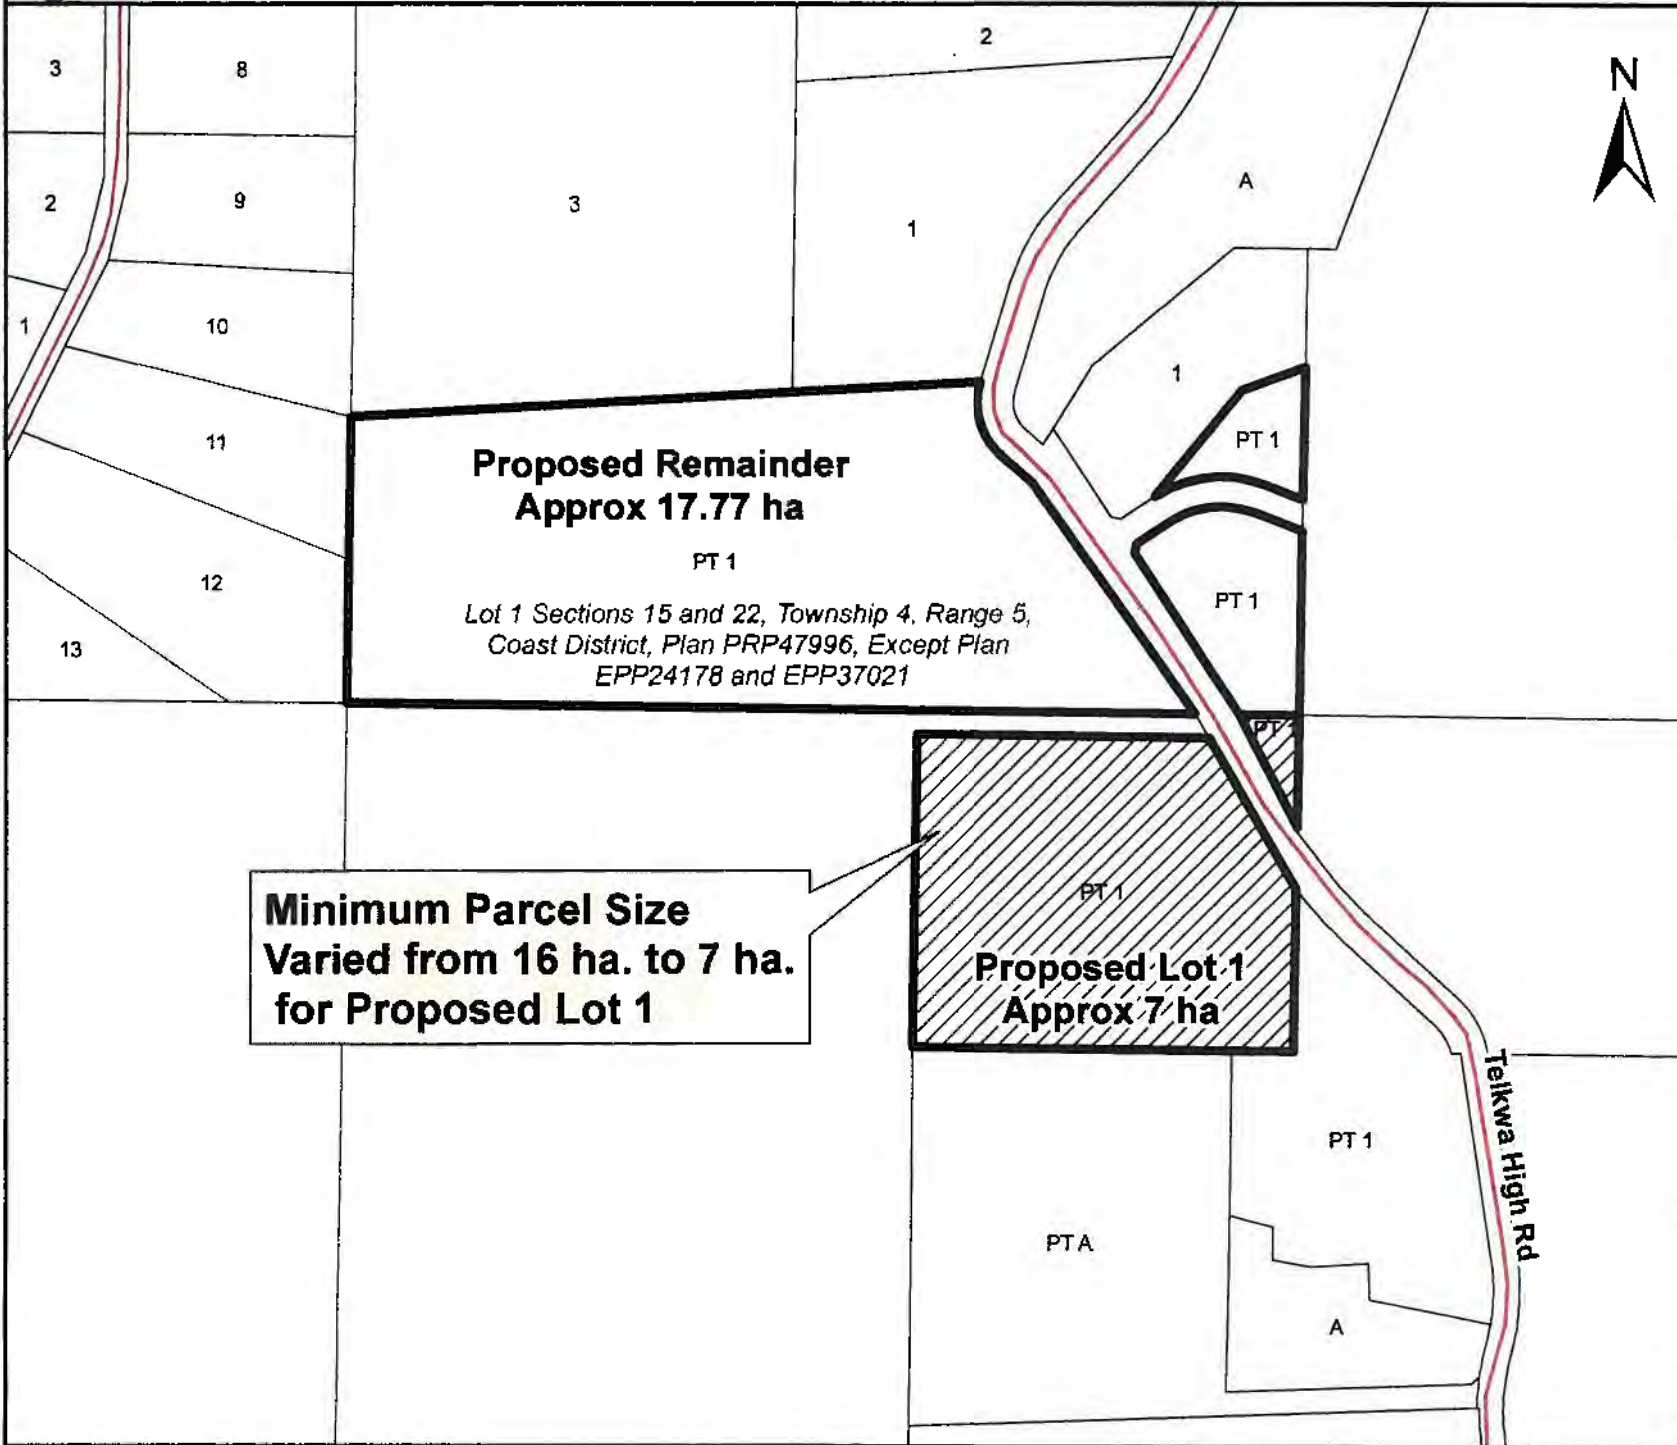 2
3
8
N
A
2
9
3
1
1
10
1
11
PT 1
Proposed Remainder
Approx 17.77 ha
PT 1
12
PT 1
Lot 1 Sections 15 and 22, Township 4, Range 5,
Coast District, Plan PRP47996, Except Plan
EPP24178 and EPP37021
13
PT
PT 1
Minimum Parcel Size
Varied from 16 ha. to 7 ha.
for Proposed Lot 1
Proposed Lot 1
Approx 7 ha
Telkwa High Rd
PT 1
PT A
A